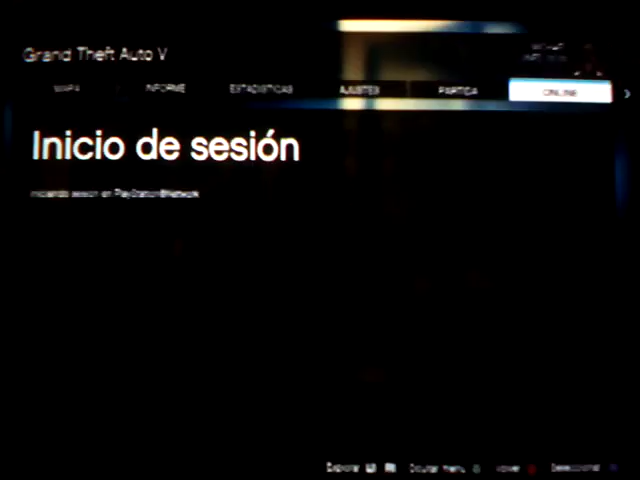 Grand Theft Auto V
MAPA INFORME ESTADÍSTICAS AJUSTES PARTIDA ONLINE
Inicio de sesión
Iniciando sesión en PlayStation®Network
Ocultar menú Volver Seleccionar